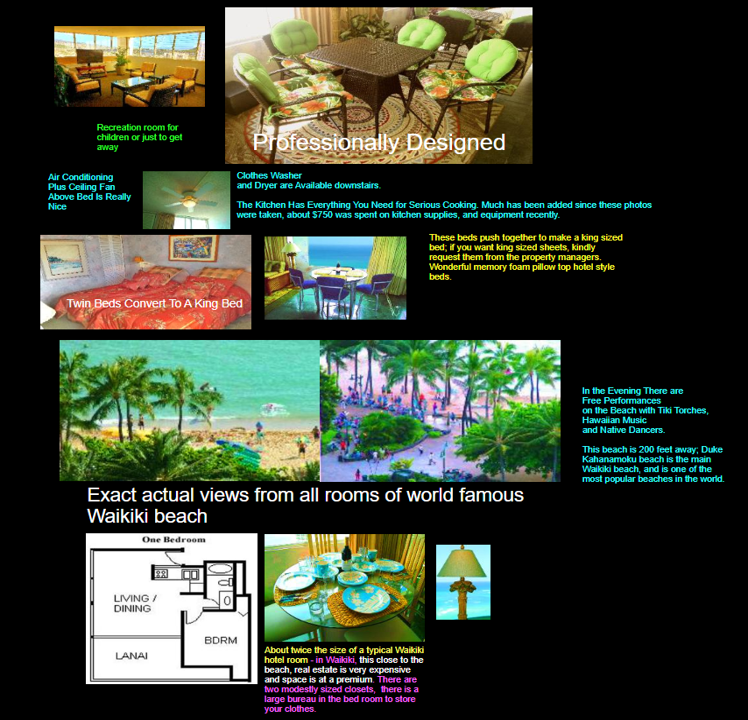 Professionally Designed
Recreation room for
children or just to get
away
Air Conditioning
Plus Ceiling Fan
Above Bed Is Really
Nice
Clothes Washer
and Dryer are Available downstairs.
The Kitchen Has Everything You Need for Serious Cooking. Much has been added since these photos
were taken, about $750 was spent on kitchen supplies, and equipment recently.
These beds push together to make a king sized
bed; if you want king sized sheets, kindly
request them from the property managers.
Wonderful memory foam pillow top hotel style
beds.
Twin Beds Convert To A King Bed
In the Evening There are
Free Performances
on the Beach with Tiki Torches,
Hawaiian Music
and Native Dancers.
This beach is 200 feet away; Duke
Kahanamoku beach is the main
Waikiki beach, and is one of the
most popular beaches in the world.
Exact actual views from all rooms of world famous
Waikiki beach
One Bedroom
LIVING /
DINING
BDRM
LANAI
About twice the size of a typical Waikiki
hotel room - in Waikiki, this close to the
beach, real estate is very expensive
and space is at a premium. There are
two modestly sized closets, there is a
large bureau in the bed room to store
your clothes.